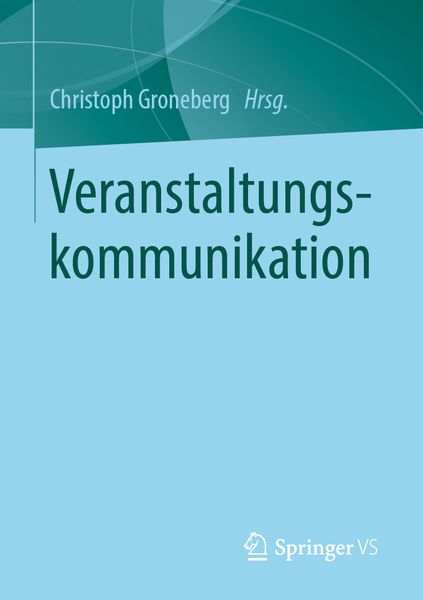 Christoph Groneberg Hrsg.
Veranstaltungs-
kommunikation
Springer VS